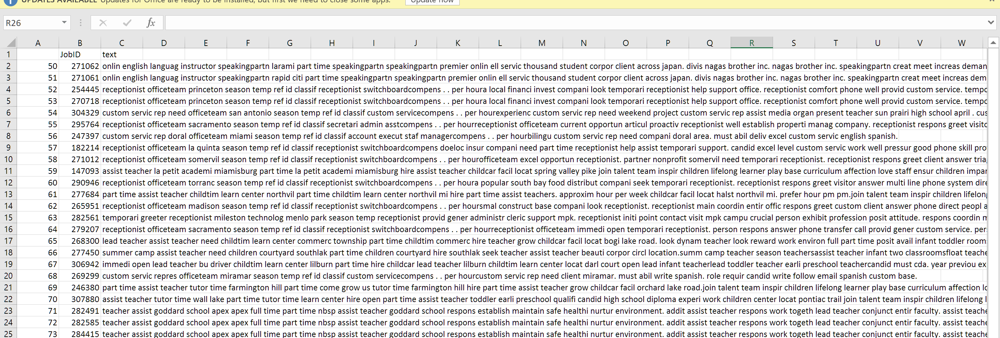 UPDATES AVAILABLE Updates for Office are ready to be installed, but first we need to close some apps. Update now
R26 fx
A B C D E F G H I J K L M N O P Q R S T U V W
1 JobID text
2 50 271062 onlin english languag instructor speakingpartn larami part time speakingpartn speakingpartn premier onlin ell servic thousand student corpor client across japan. divis nagas brother inc. nagas brother inc. speakingpartn creat meet increas deman
3 51 271061 onlin english languag instructor speakingpartn rapid citi part time speakingpartn speakingpartn premier onlin ell servic thousand student corpor client across japan. divis nagas brother inc. nagas brother inc. speakingpartn creat meet increas dem
4 52 254445 receptionist officeteam princeton season temp ref id classif receptionist switchboardcompens . . per houra local financi invest compani look temporari receptionist help support office. receptionist comfort phone well provid custom service. tempo
5 53 270718 receptionist officeteam princeton season temp ref id classif receptionist switchboardcompens . . per houra local financi invest compani look temporari receptionist help support office. receptionist comfort phone well provid custom service. tempo
6 54 304329 custom servic rep need officeteam san antonio season temp ref id classif custom servicecompens . . per hourexperienc custom servic rep need weekend project custom servic rep assist media organ present teacher sun prairi high school april . cus
7 55 295764 receptionist officeteam sacramento season temp ref id classif secretari admin asstcompens . . per hourreceptionist officeteam current opportun articul proactiv receptionist well establish properti manag company. receptionist respons greet visito
8 56 247397 custom servic rep doral officeteam miami season temp ref id classif account execut staf managercompens . . per hourbilingu custom servic rep need compani doral area. must abil deliv excel custom servic english spanish.
9 57 182214 receptionist officeteam la quinta season temp ref id classif receptionist switchboardcompens doeloc insur compani need part time receptionist help assist temporari support. candid excel level custom servic work well pressur good phone skill pro
10 58 271012 receptionist officeteam somervil season temp ref id classif receptionist switchboardcompens . . per hourofficeteam excel opportun receptionist. partner nonprofit somervil need temporari receptionist. receptionist respons greet client answer tria
11 59 147093 assist teacher la petit academi miamisburg part time la petit academi miamisburg hire assist teacher childcar facil locat spring valley pike join talent team inspir children lifelong learner play base curriculum affection love staff ensur children impar
12 60 290946 receptionist officeteam torranc season temp ref id classif receptionist switchboardcompens . . per houra popular south bay food distribut compani seek temporari receptionist. receptionist respons greet visitor answer multi line phone system dire
13 61 277684 part time assist teacher childtim learn center northvil part time childtim learn center northvil mi hire part time assist teachers. approxim hour per week childcar facil locat halst northvil mi. prefer hour pm pm.join talent team inspir children lifelong
14 62 265951 receptionist officeteam madison season temp ref id classif receptionist switchboardcompens . . per hoursmal construct base compani look receptionist. receptionist main coordin entir offic respons greet custom client answer phone direct peopl a
15 63 282561 temporari greeter receptionist mileston technolog menlo park season temp receptionist provid gener administr cleric support mpk. receptionist initi point contact visit mpk campu crucial person exhibit profession posit attitude. respons coordin m
16 64 279207 receptionist officeteam sacramento season temp ref id classif receptionist switchboardcompens . . per hourreceptionist officeteam immedi open temporari receptionist. person respons answer phone transfer call provid gener custom service. per
17 65 268300 lead teacher assist teacher need childtim learn center commerc township part time childtim commerc hire teacher grow childcar facil locat bogi lake road. look dynam teacher look reward work environ full part time posit avail infant toddler room
18 66 277450 summer camp assist teacher need children courtyard southlak part time children courtyard hire southlak seek teacher assist teacher beauti corpor circl location.summ camp teacher season teachersassist teacher infant two classroomsfloat teache
19 67 306942 immedi open lead teacher bu driver childtim learn center lilburn part time hire childcar lead teacher lilburn childtim learn center locat darl court open lead infant teacherlead toddler teacher earli preschool teachercandid must cda. year previou ex
20 68 269299 custom servic repres officeteam miramar season temp ref id classif custom servicecompens . . per hourcustom servic rep need client miramar. must abil write spanish. role requir candid write follow email spanish custom base.
21 69 246380 part time assist teacher tutor time farmington hill part time come grow us tutor time farmington hill hire part time assist teacher grow childcar facil orchard lake road.join talent team inspir children lifelong learner play base curriculum affection lo
22 70 307880 assist teacher tutor time wall lake part time tutor time learn center hire open part time assist teacher toddler earli preschool qualifi candid high school diploma experi work children center locat pontiac trail join talent team inspir children lifelong l
23 71 282491 teacher assist goddard school apex apex full time part time nbsp assist teacher goddard school respons establish maintain safe healthi nurtur environment. addit assist teacher respons work togeth lead teacher conjunct entir faculty. assist teache
24 72 282585 teacher assist goddard school apex apex full time part time nbsp assist teacher goddard school respons establish maintain safe healthi nurtur environment. addit assist teacher respons work togeth lead teacher conjunct entir faculty. assist teache
25 73 284415 teacher assist goddard school apex apex full time part time nbsp assist teacher goddard school respons establish maintain safe healthi nurtur environment. addit assist teacher respons work togeth lead teacher conjunct entir faculty. assist teache